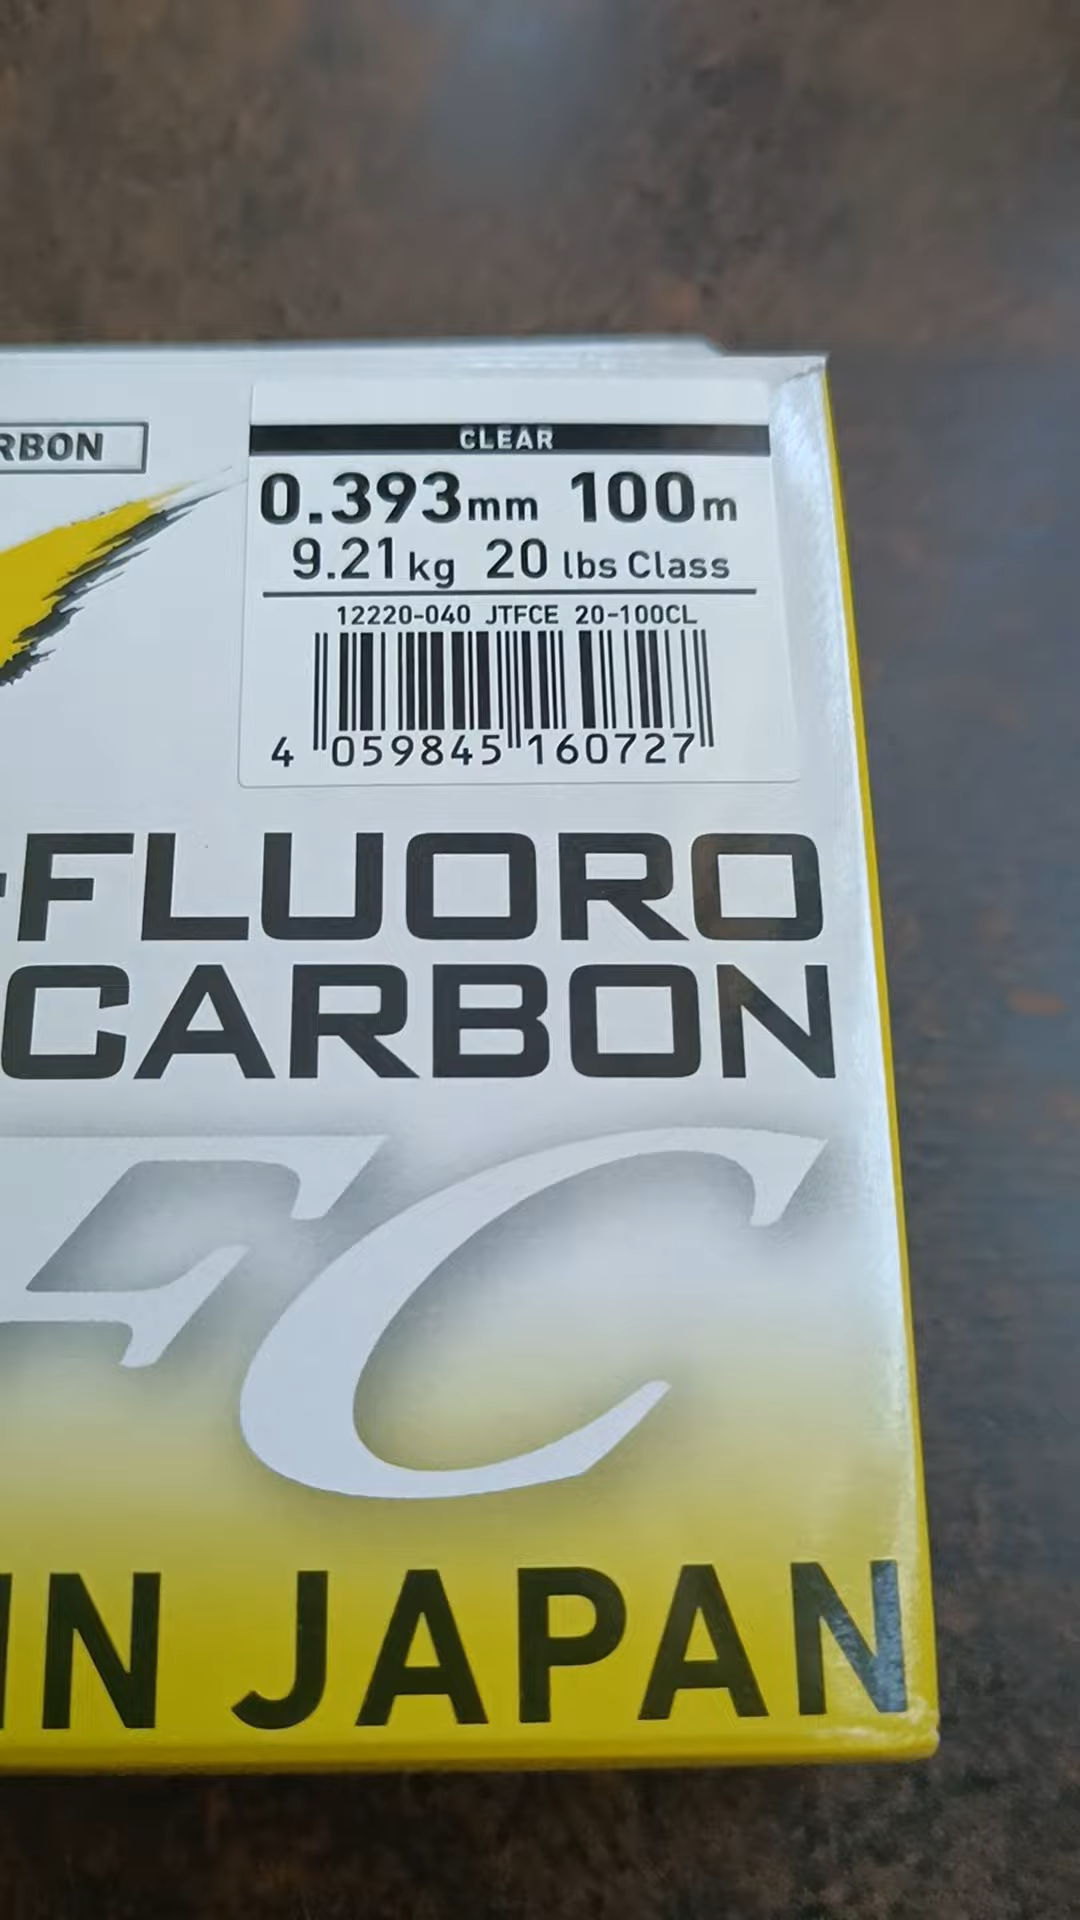 RBON
CLEAR
0.393mm 100m
9.21kg 20 lbs Class
12220-040 JTFCE 20-100CL
4 059845 160727
-FLUORO
CARBON
FC
IN JAPAN